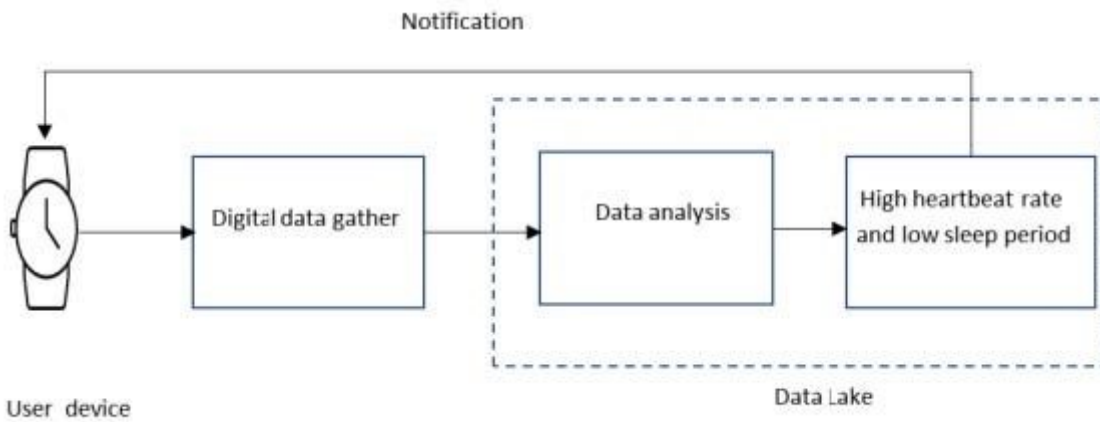 Notification
Digital data gather
Data analysis
High heartbeat rate
and low sleep period
Data Lake
User device